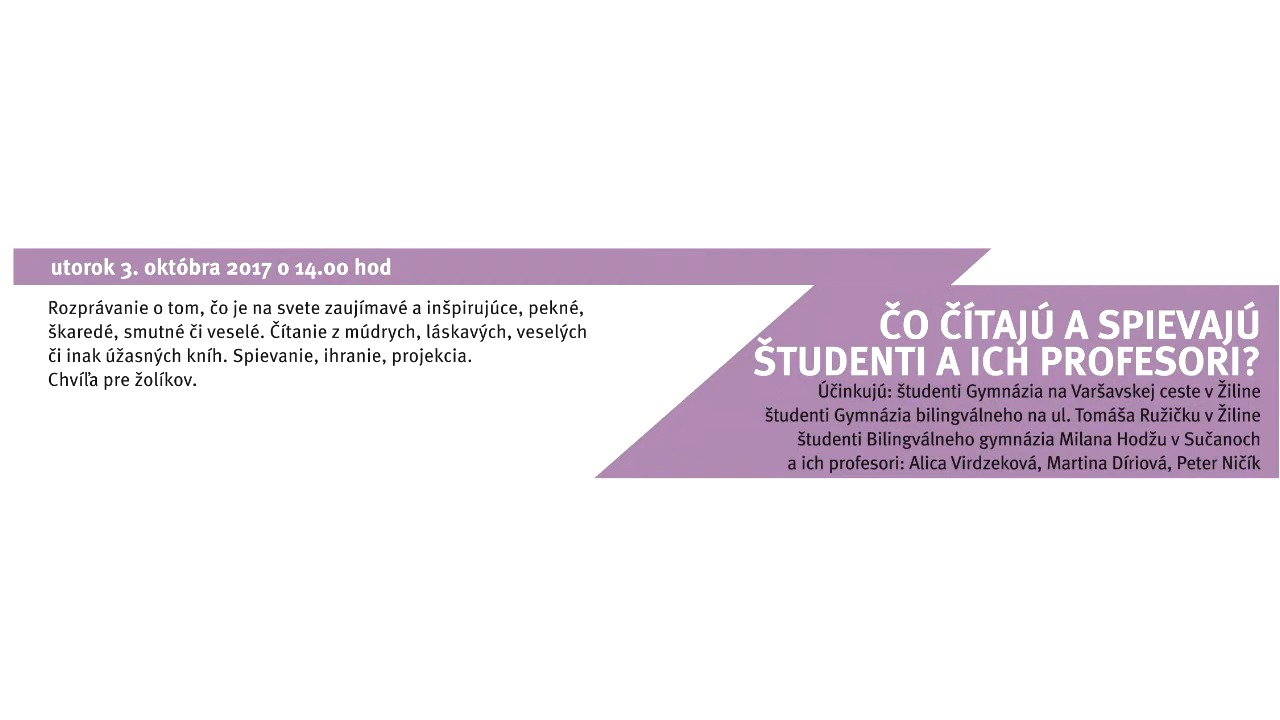 utorok 3. októbra 2017 o 14.00 hod
Rozprávanie o tom, čo je na svete zaujímavé a inšpirujúce, pekné,
škaredé, smutné či veselé. Čítanie z múdrych, láskavých, veselých
či inak úžasných kníh. Spievanie, ihranie, projekcia.
Chvíľa pre žolíkov.
ČO ČÍTAJÚ A SPIEVAJÚ
ŠTUDENTI A ICH PROFESORI?
Účinkujú: študenti Gymnázia na Varšavskej ceste v Žiline
študenti Gymnázia bilingválneho na ul. Tomáša Ružičku v Žiline
študenti Bilingválneho gymnázia Milana Hodžu v Sučanoch
a ich profesori: Alica Virdzeková, Martina Díriová, Peter Ničík